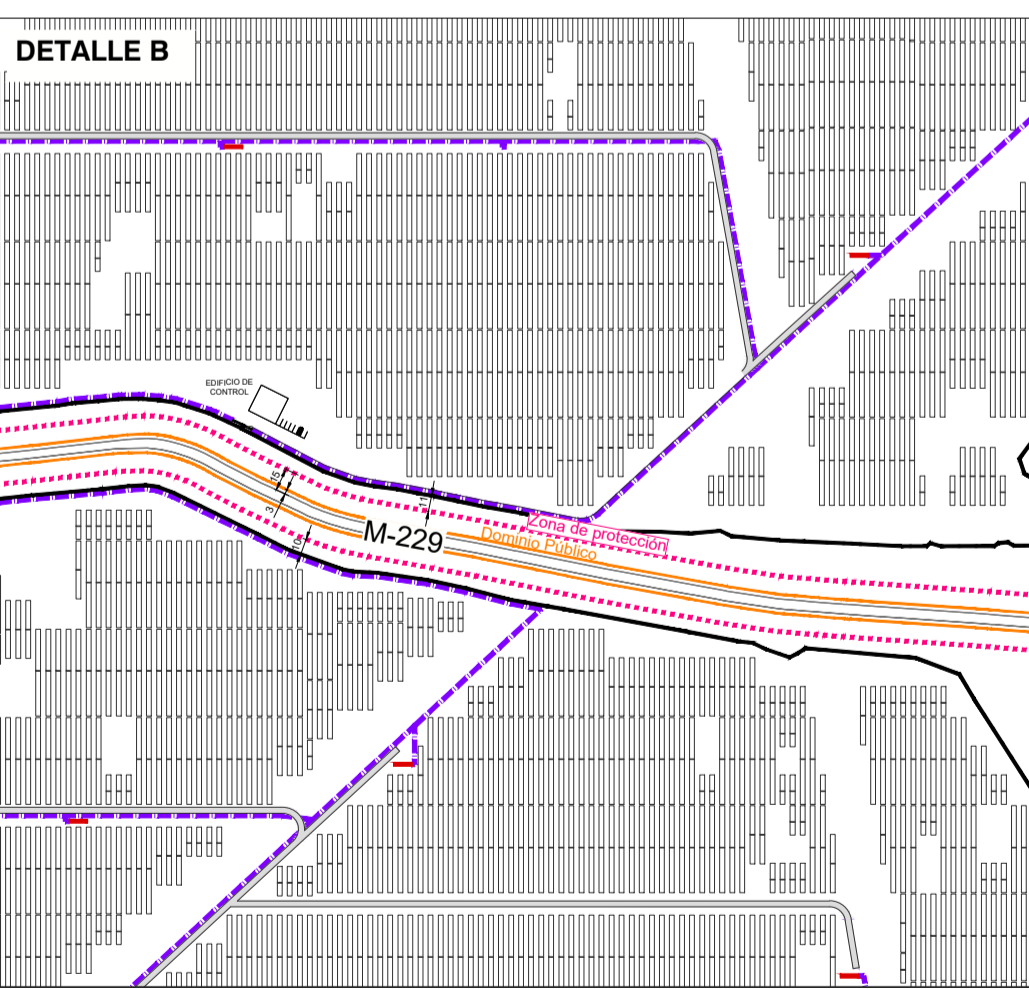 DETALLE B
EDIFICIO DE
CONTROL
15
3
11
10
M-229
Zona de protección
Dominio Público